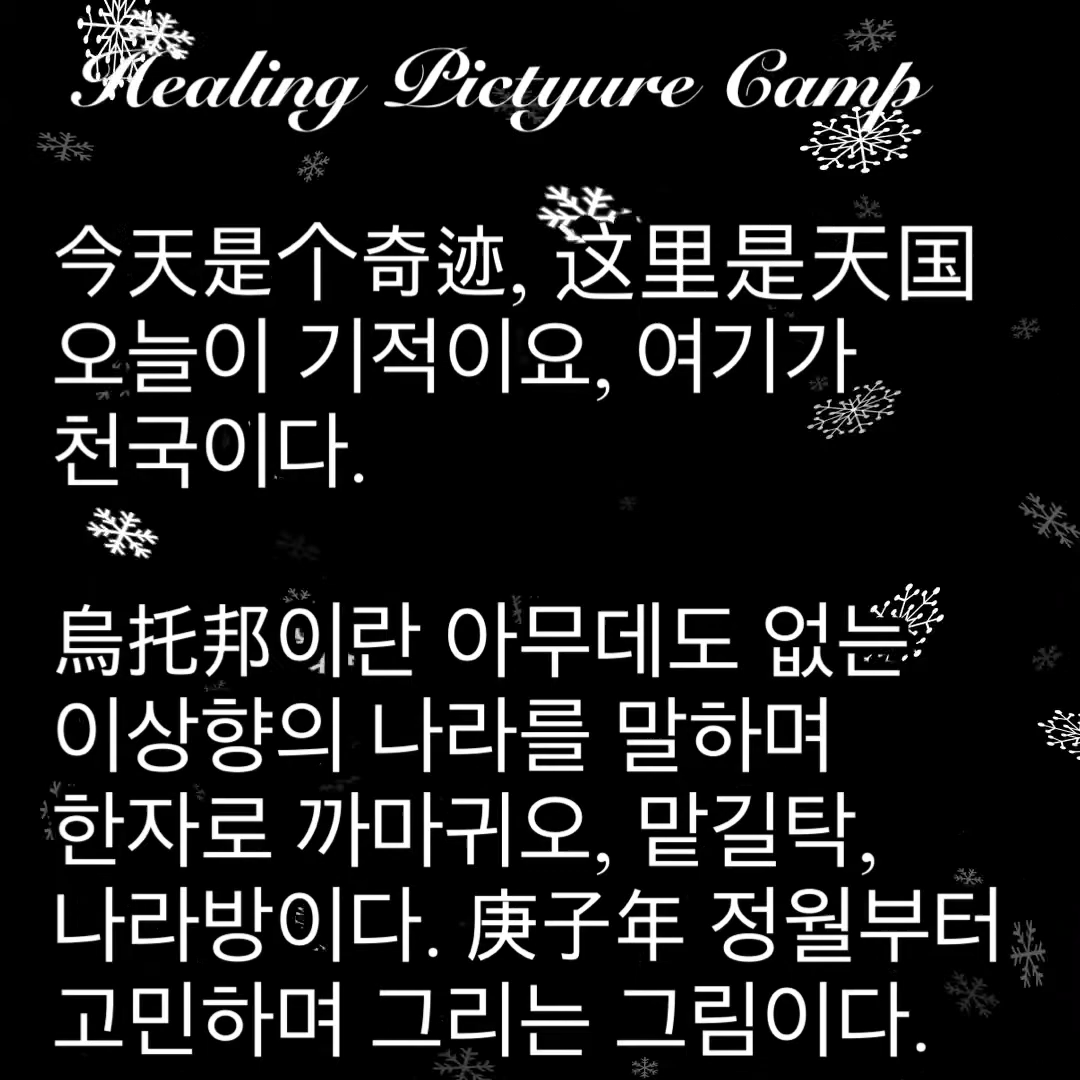 Healing Pictyure Camp
今天是个奇迹, 这里是天国
오늘이 기적이요, 여기가
천국이다.
烏托邦이란 아무데도 없는
이상향의 나라를 말하며
한자로 까마귀오, 맡길탁,
나라방이다. 庚子年 정월부터
고민하며 그리는 그림이다.